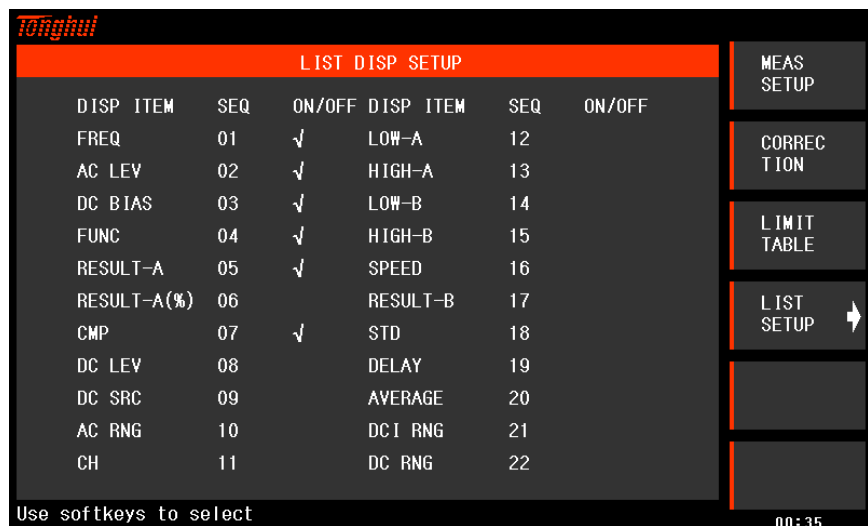 Tonghui
LIST DISP SETUP
DISP ITEM SEQ ON/OFF DISP ITEM SEQ ON/OFF
FREQ 01 √ LOW-A 12
AC LEV 02 √ HIGH-A 13
DC BIAS 03 √ LOW-B 14
FUNC 04 √ HIGH-B 15
RESULT-A 05 √ SPEED 16
RESULT-A(%) 06 RESULT-B 17
CMP 07 √ STD 18
DC LEV 08 DELAY 19
DC SRC 09 AVERAGE 20
AC RNG 10 DCI RNG 21
CH 11 DC RNG 22
MEAS
SETUP
CORREC
TION
LIMIT
TABLE
LIST
SETUP
Use softkeys to select
00:35